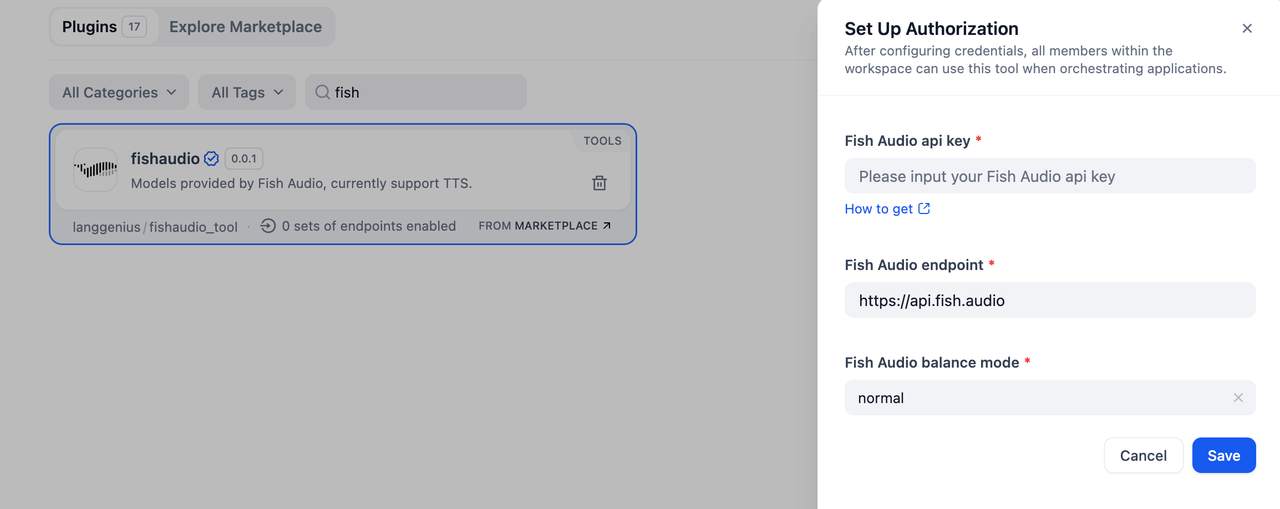 Plugins 17 Explore Marketplace
All Categories All Tags fish
TOOLS
fishaudio 0.0.1
Models provided by Fish Audio, currently support TTS.
langgenius / fishaudio_tool · 0 sets of endpoints enabled FROM MARKETPLACE
Set Up Authorization
After configuring credentials, all members within the
workspace can use this tool when orchestrating applications.
Fish Audio api key *
Please input your Fish Audio api key
How to get
Fish Audio endpoint *
https://api.fish.audio
Fish Audio balance mode *
normal
Cancel Save